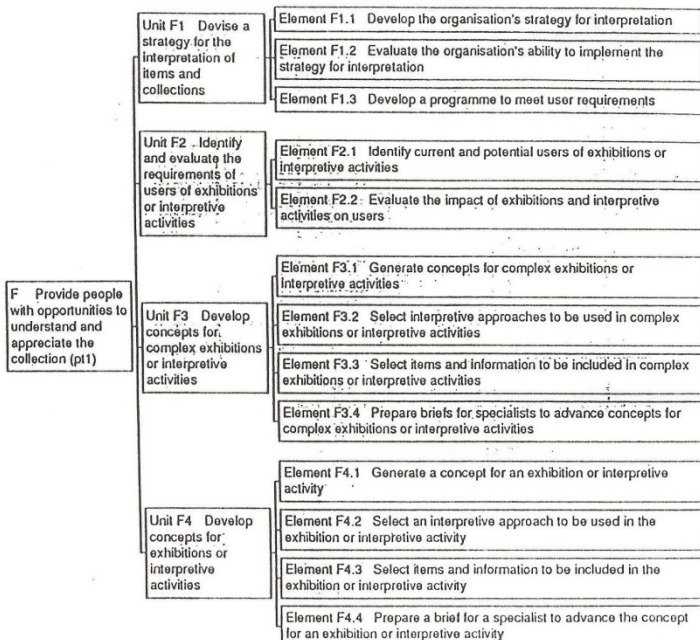 Unit F1 Devise a
strategy for the
interpretation of
items and
collections
Element F1.1 Develop the organisation's strategy for interpretation
Element F1.2 Evaluate the organisation's ability to implement the
strategy for interpretation
Element F1.3 Develop a programme to meet user requirements
Unit F2 Identify
and evaluate the
requirements of
users of exhibitions
or interpretive
activities
Element F2.1 Identify current and potential users of exhibitions or
interpretive activities
Element F2.2 Evaluate the impact of exhibitions and interpretive
activities on users
F Provide people
with opportunities to
understand and
appreciate the
collection (pt1)
Unit F3 Develop
concepts for
complex exhibitions
or interpretive
activities
Element F3.1 Generate concepts for complex exhibitions or
interpretive activities
Element F3.2 Select interpretive approaches to be used in complex
exhibitions or interpretive activities
Element F3.3 Select items and information to be included in complex
exhibitions or interpretive activities
Element F3.4 Prepare briefs for specialists to advance concepts for
complex exhibitions or interpretive activities
Unit F4 Develop
concepts for
exhibitions or
interpretive
activities
Element F4.1 Generate a concept for an exhibition or interpretive
activity
Element F4.2 Select an interpretive approach to be used in the
exhibition or interpretive activity
Element F4.3 Select items and information to be included in the
exhibition or interpretive activity
Element F4.4 Prepare a brief for a specialist to advance the concept
for an exhibition or interpretive activity